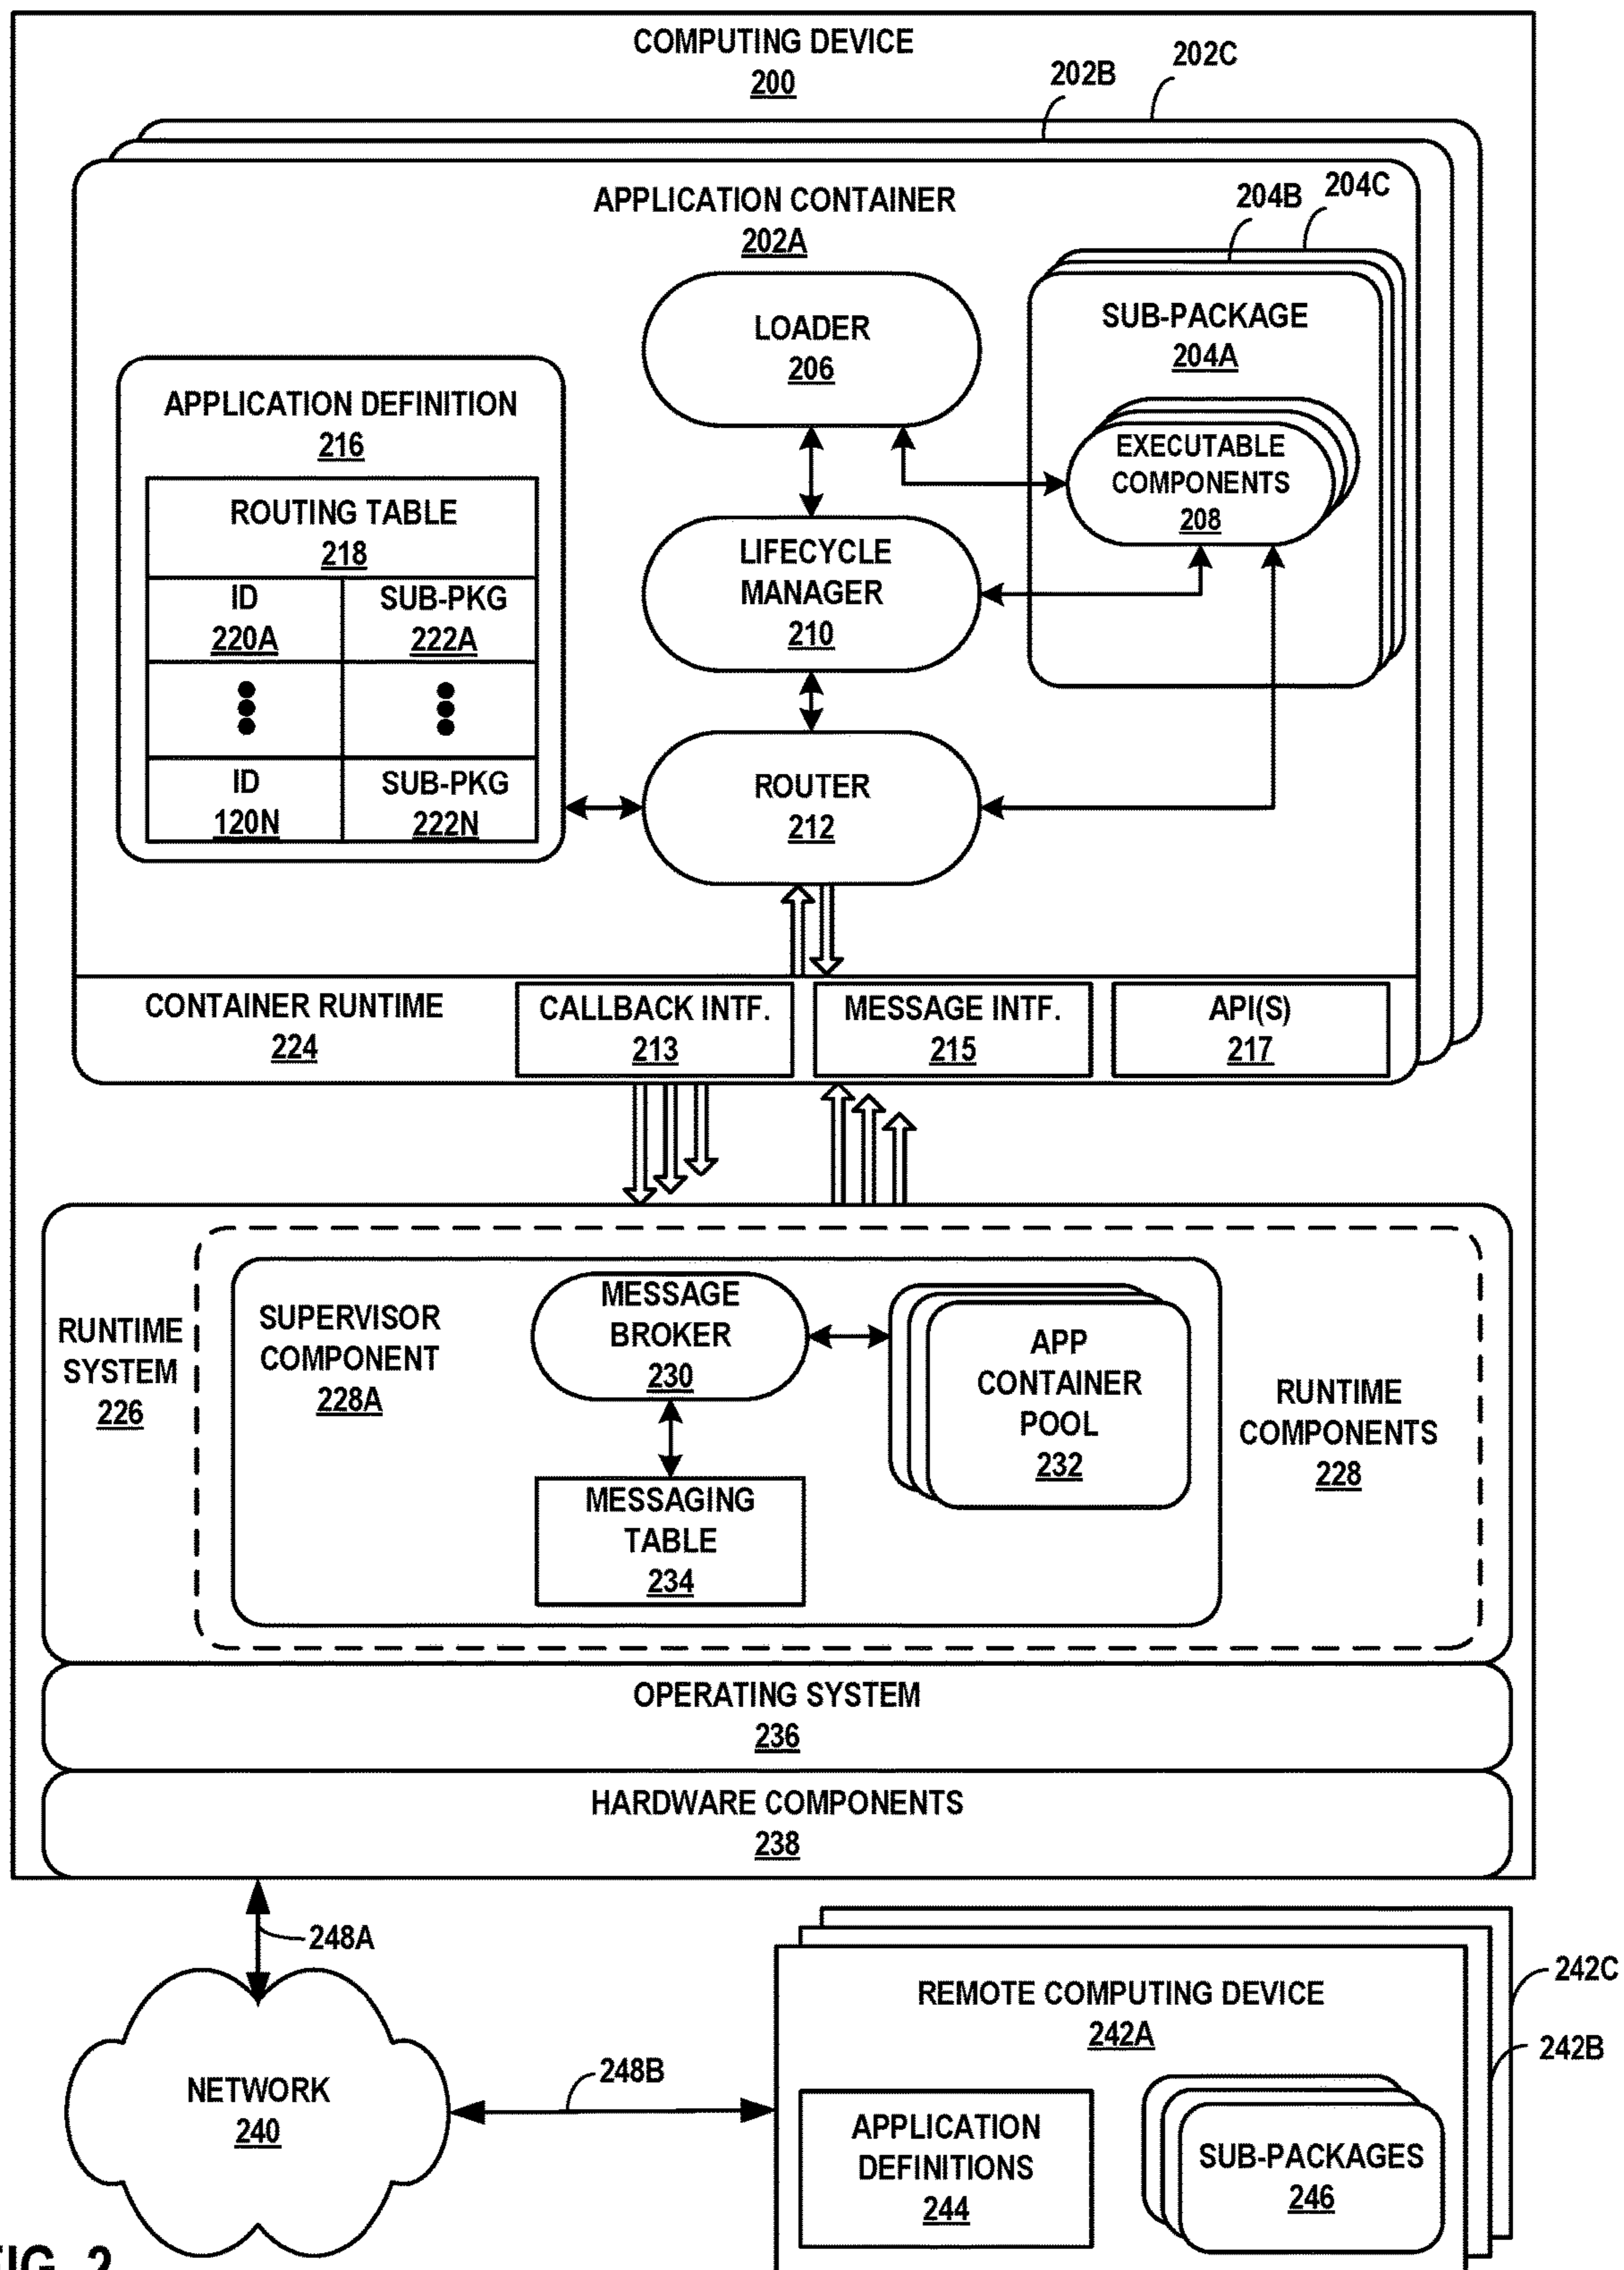 COMPUTING DEVICE
200
202C
202B
APPLICATION CONTAINER
202A
204C
204B
LOADER
206
SUB-PACKAGE
204A
EXECUTABLE
COMPONENTS
208
APPLICATION DEFINITION
216
ROUTING TABLE
218
ID
220A
SUB-PKG
222A
ID
120N
SUB-PKG
222N
LIFECYCLE
MANAGER
210
ROUTER
212
CONTAINER RUNTIME
224
CALLBACK INTF.
213
MESSAGE INTF.
215
API(S)
217
RUNTIME
SYSTEM
226
SUPERVISOR
COMPONENT
228A
MESSAGE
BROKER
230
APP
CONTAINER
POOL
232
MESSAGING
TABLE
234
RUNTIME
COMPONENTS
228
OPERATING SYSTEM
236
HARDWARE COMPONENTS
238
248A
NETWORK
240
248B
REMOTE COMPUTING DEVICE
242A
242C
242B
APPLICATION
DEFINITIONS
244
SUB-PACKAGES
246
FIG. 2